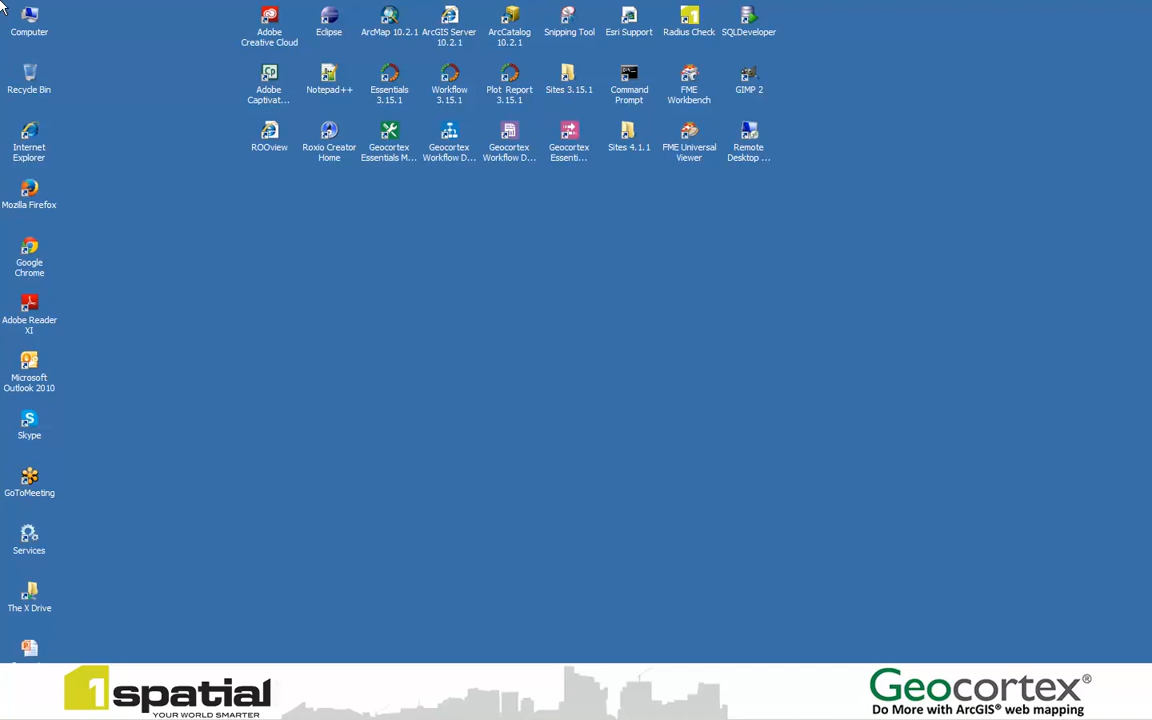 Computer
Adobe
Creative Cloud
Eclipse
ArcMap 10.2.1
ArcGIS Server
10.2.1
ArcCatalog
10.2.1
Snipping Tool
Esri Support
Radius Check
SQLDeveloper
Recycle Bin
Adobe
Captivat...
Notepad++
Essentials
3.15.1
Workflow
3.15.1
Plot Report
3.15.1
Sites 3.15.1
Command
Prompt
FME
Workbench
GIMP 2
Internet
Explorer
ROOview
Roxio Creator
Home
Geocortex
Essentials M...
Geocortex
Workflow D...
Geocortex
Workflow D...
Geocortex
Essenti...
Sites 4.1.1
FME Universal
Viewer
Remote
Desktop ...
Mozilla Firefox
Google
Chrome
Adobe Reader
XI
Microsoft
Outlook 2010
Skype
GoToMeeting
Services
The X Drive
1spatial
YOUR WORLD SMARTER
Geocortex®
Do More with ArcGIS® web mapping